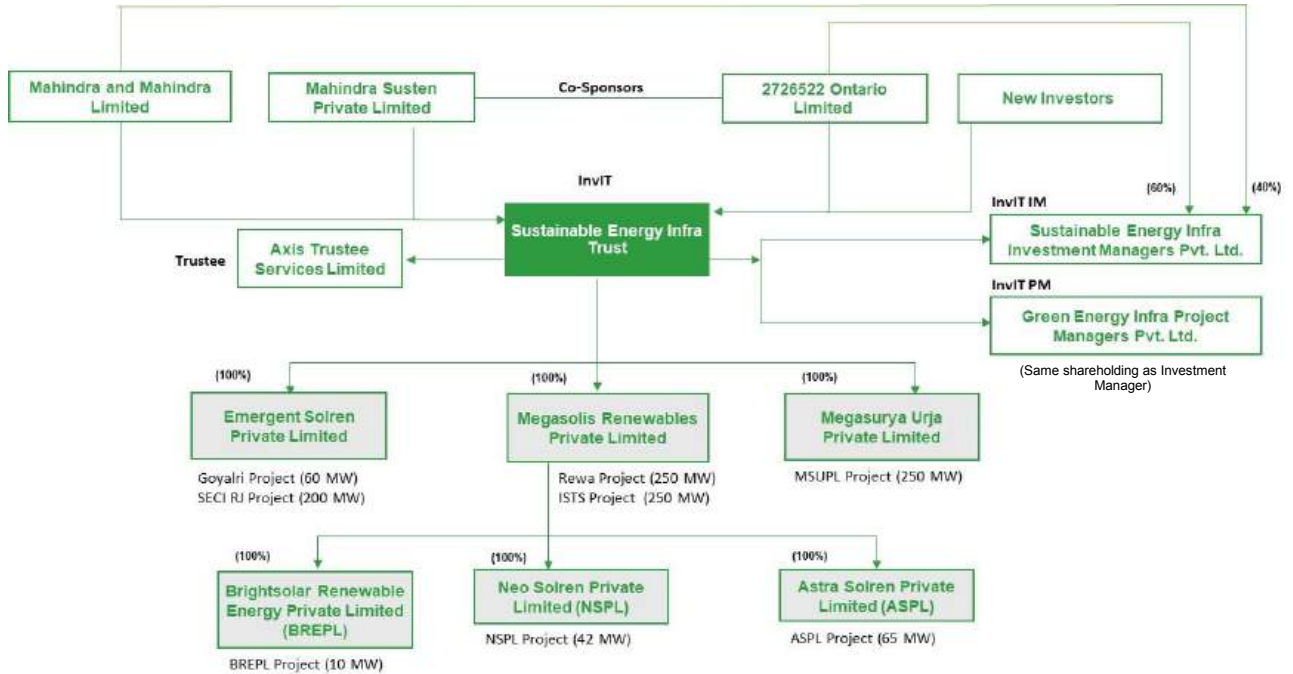 Mahindra and Mahindra
Limited
Mahindra Susten
Private Limited
Co-Sponsors
2726522 Ontario
Limited
New Investors
(60%)
(40%)
InvIT
InvIT IM
Sustainable Energy Infra
Trust
Sustainable Energy Infra
Investment Managers Pvt. Ltd.
Trustee
Axis Trustee
Services Limited
InvIT PM
Green Energy Infra Project
Managers Pvt. Ltd.
(Same shareholding as Investment
Manager)
(100%)
(100%)
(100%)
Emergent Solren
Private Limited
Megasolis Renewables
Private Limited
Megasurya Urja
Private Limited
Goyalri Project (60 MW)
SECI RJ Project (200 MW)
Rewa Project (250 MW)
ISTS Project (250 MW)
MSUPL Project (250 MW)
(100%)
(100%)
(100%)
Brightsolar Renewable
Energy Private Limited
(BREPL)
Neo Solren Private
Limited (NSPL)
Astra Solren Private
Limited (ASPL)
BREPL Project (10 MW)
NSPL Project (42 MW)
ASPL Project (65 MW)